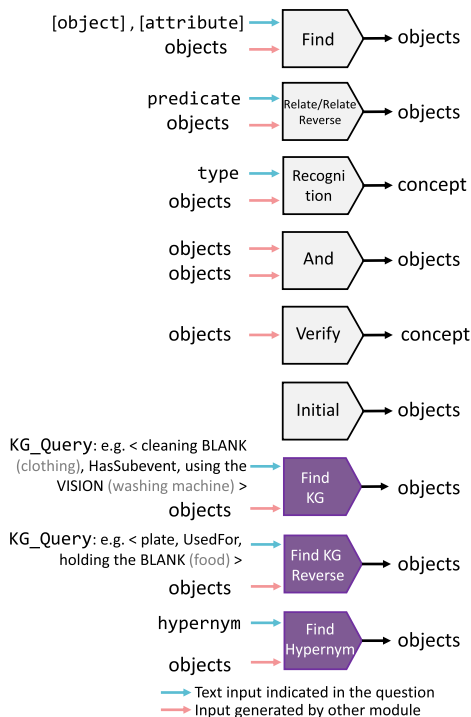 [object],[attribute]
objects
Find
objects
predicate
objects
Relate/Relate
Reverse
objects
type
objects
Recogni
tion
concept
objects
objects
And
objects
objects
Verify
concept
Initial
objects
KG_Query: e.g. < cleaning BLANK
(clothing), HasSubevent, using the
VISION (washing machine) >
objects
Find
KG
objects
KG_Query: e.g. < plate, UsedFor,
holding the BLANK (food) >
objects
Find KG
Reverse
objects
hypernym
objects
Find
Hypernym
objects
Text input indicated in the question
Input generated by other module